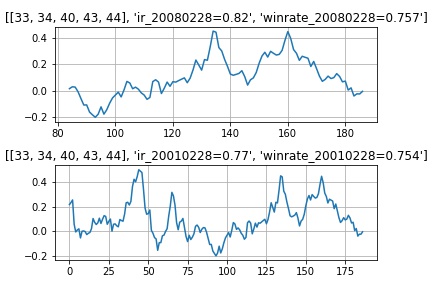 [[33, 34, 40, 43, 44], 'ir_20080228=0.82', 'winrate_20080228=0.757']
0.4
0.2
0.0
−0.2
80 100 120 140 160 180
[[33, 34, 40, 43, 44], 'ir_20010228=0.77', 'winrate_20010228=0.754']
0.4
0.2
0.0
−0.2
0 25 50 75 100 125 150 175